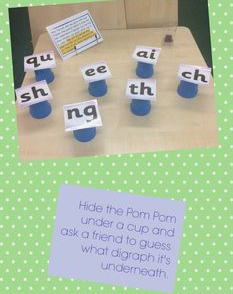 qu
ee
ai
ch
sh
th
ng
Hide the Pom Pom
under a cup and
ask a friend to guess
what digraph it's
underneath.